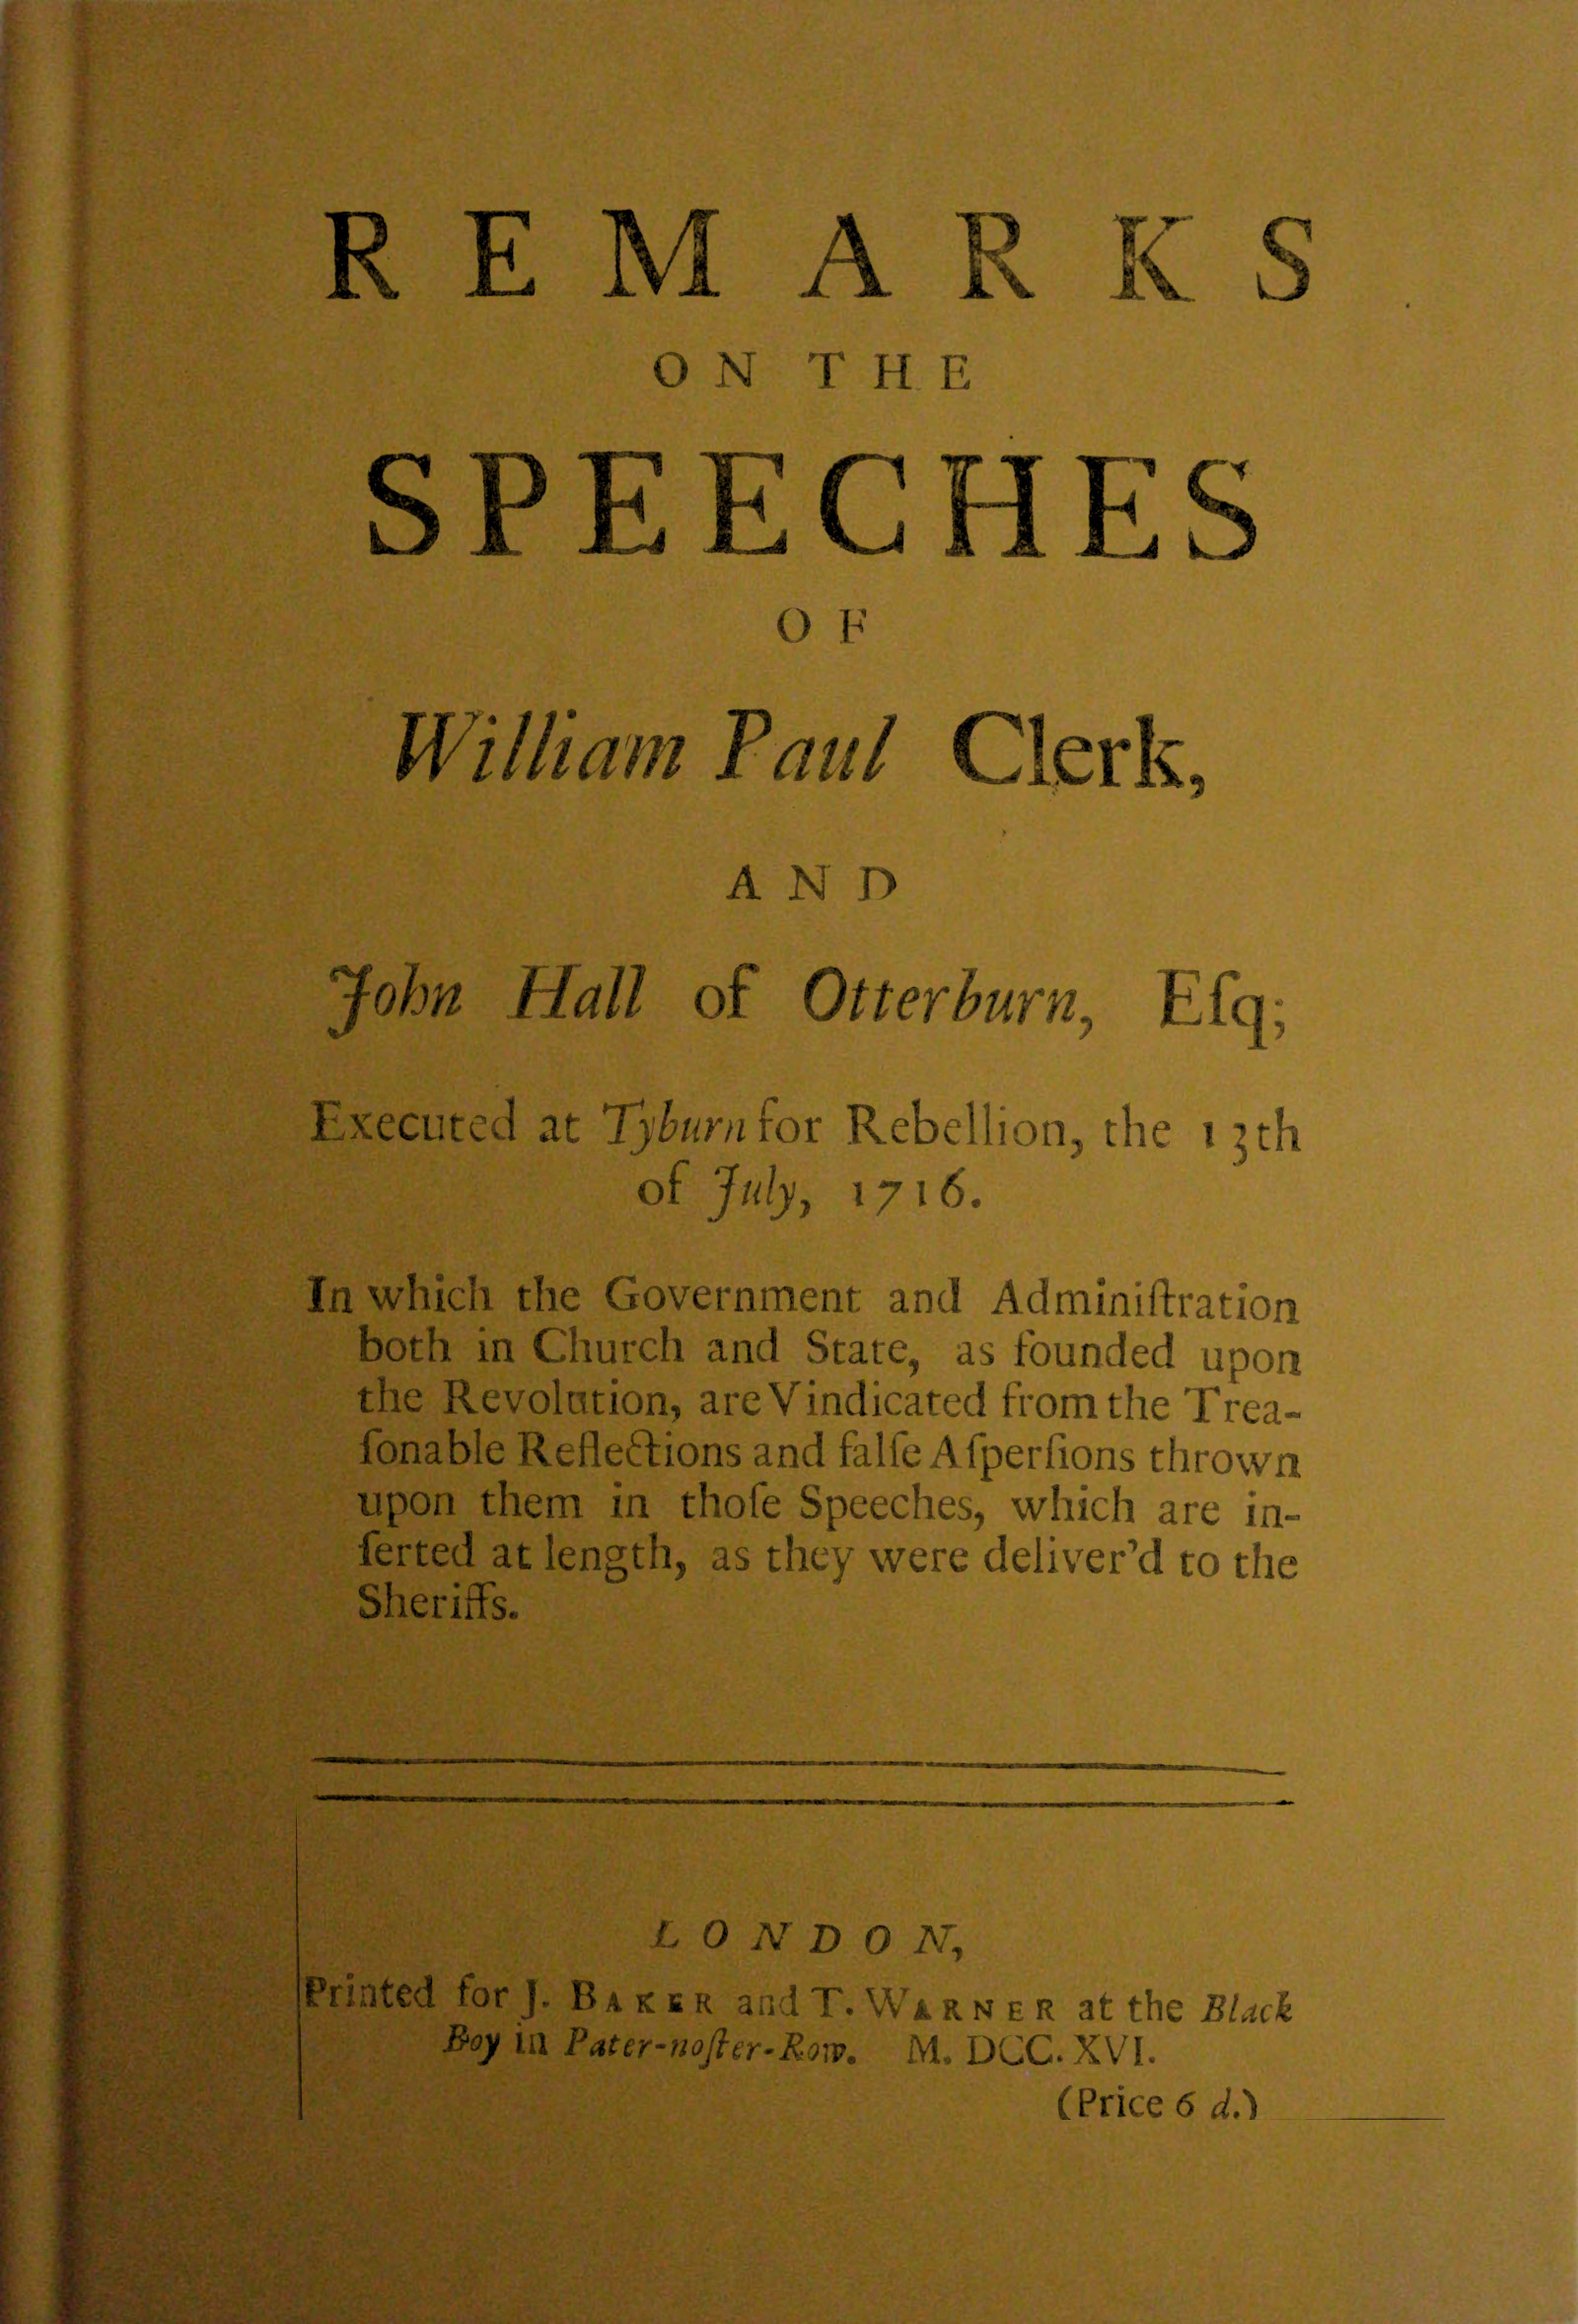 REMARKS
ON THE
SPEECHES
OF
William Paul Clerk,
AND
John Hall of Otterburn, Eſq;
Executed at Tyburn for Rebellion, the 13th
of July, 1716.
In which the Government and Adminiſtration
both in Church and State, as founded upon
the Revolution, are Vindicated from the Trea-
ſonable Reflections and falſe Aſperſions thrown
upon them in thoſe Speeches, which are in-
ſerted at length, as they were deliver'd to the
Sheriffs.
LONDON,
Printed for J. BAKER and T. WARNER at the Black
Boy in Pater-noſter-Row. M. DCC. XVI.
(Price 6 d.)